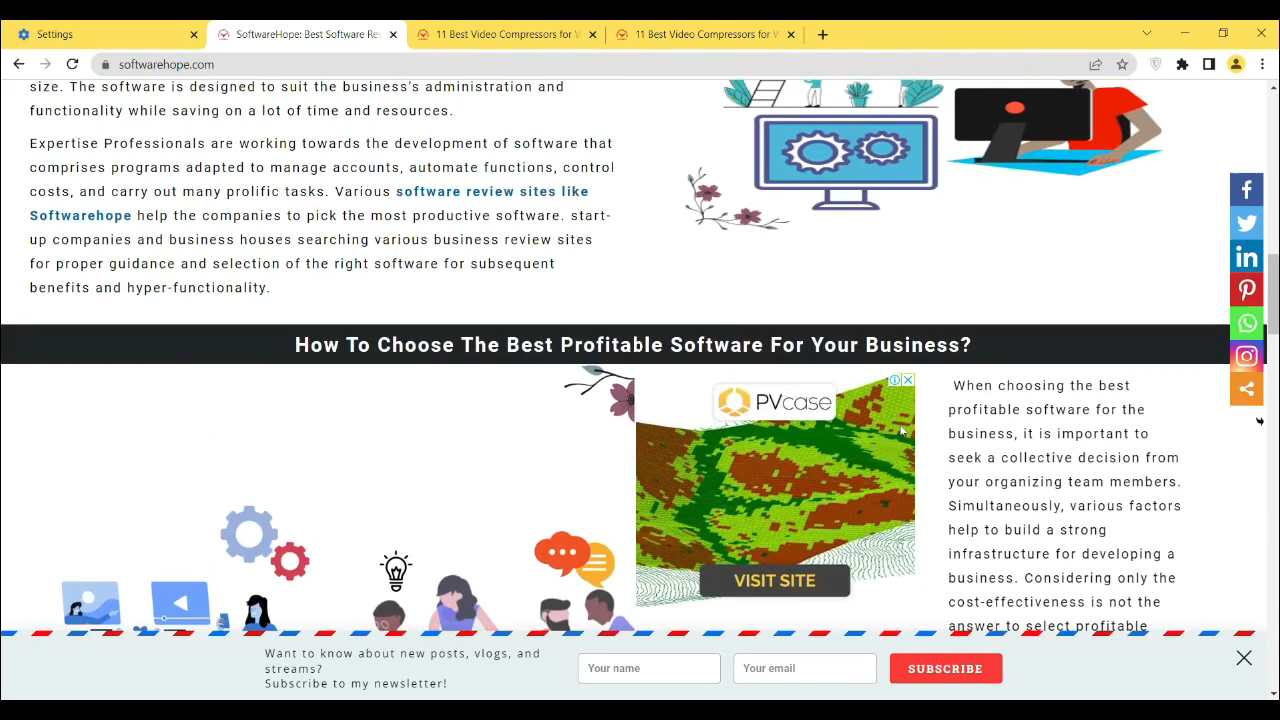 Settings
SoftwareHope: Best Software Re
11 Best Video Compressors for W
11 Best Video Compressors for W
softwarehope.com
size. The software is designed to suit the business's administration and
functionality while saving on a lot of time and resources.
Expertise Professionals are working towards the development of software that
comprises programs adapted to manage accounts, automate functions, control
costs, and carry out many prolific tasks. Various software review sites like
Softwarehope help the companies to pick the most productive software. start-
up companies and business houses searching various business review sites
for proper guidance and selection of the right software for subsequent
benefits and hyper-functionality.
How To Choose The Best Profitable Software For Your Business?
PVcase
VISIT SITE
When choosing the best
profitable software for the
business, it is important to
seek a collective decision from
your organizing team members.
Simultaneously, various factors
help to build a strong
infrastructure for developing a
business. Considering only the
cost-effectiveness is not the
answer to select profitable
Want to know about new posts, vlogs, and
streams?
Subscribe to my newsletter!
Your name
Your email
SUBSCRIBE